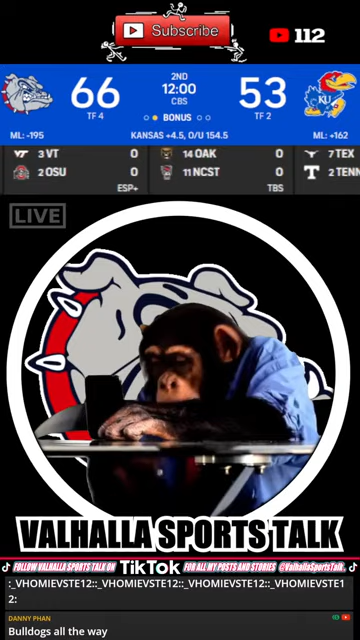 Subscribe
112
66
TF 4
2ND
12:00
CBS
BONUS
53
TF 2
KU
ML: -195
KANSAS +4.5, O/U 154.5
ML: +162
VT 3 VT 0
14 OAK 0
7 TEX
2 OSU 0
11 NCST 0
T 2 TENN
ESP+
TBS
LIVE
VALHALLA SPORTS TALK
FOLLOW VALHALLA SPORTS TALK ON TikTok FOR ALL MY POSTS AND STORIES @ValhallaSportsTalk
:_VHOMIEVSTE12::_VHOMIEVSTE12::_VHOMIEVSTE12::_VHOMIEVSTE1
2:
DANNY PHAN
Bulldogs all the way